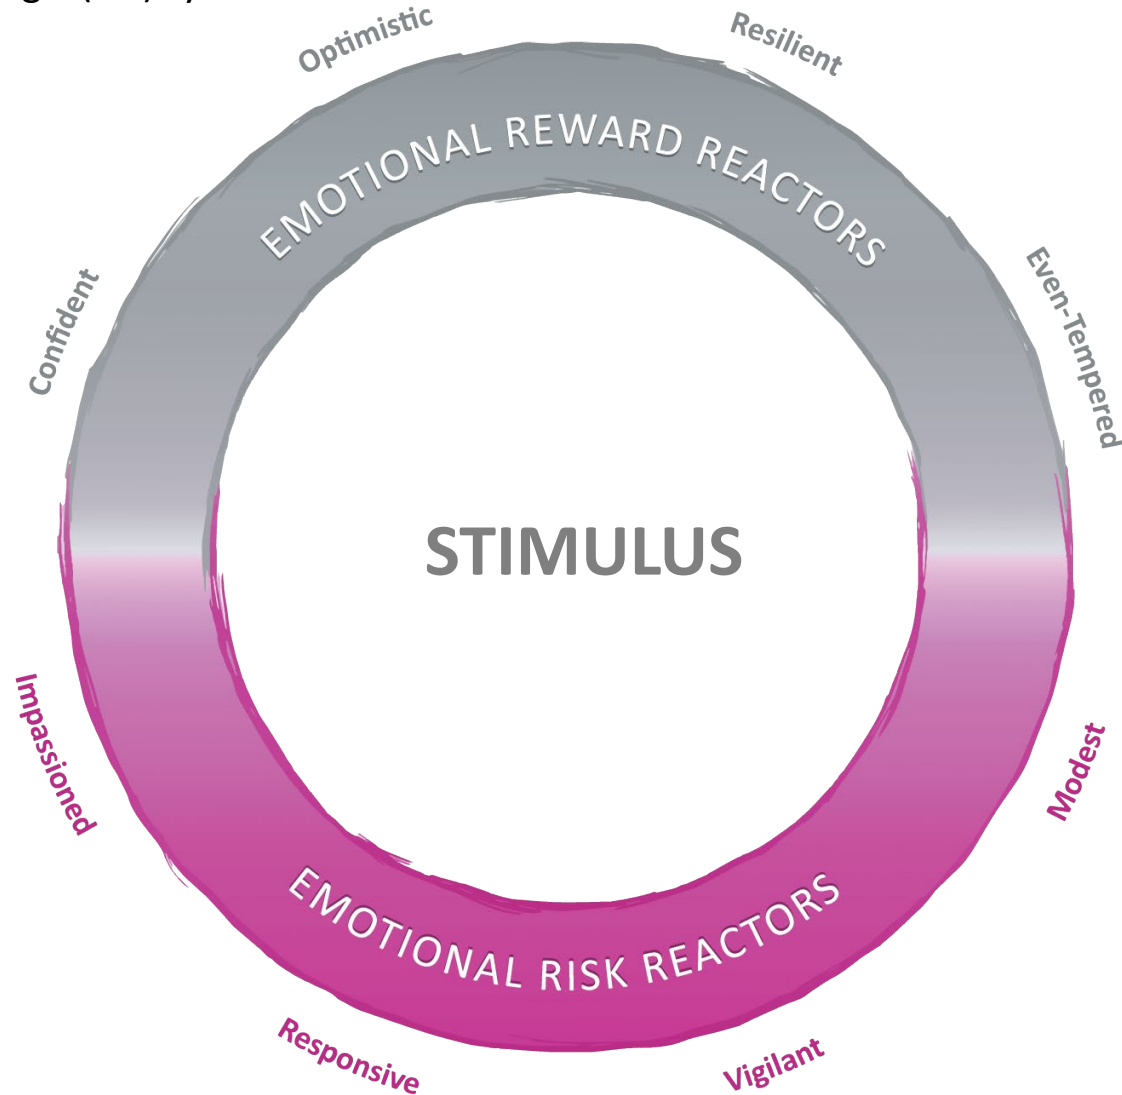 Optimistic
Resilient
EMOTIONAL REWARD REACTORS
Confident
Even-Tempered
STIMULUS
Impassioned
Modest
EMOTIONAL RISK REACTORS
Responsive
Vigilant